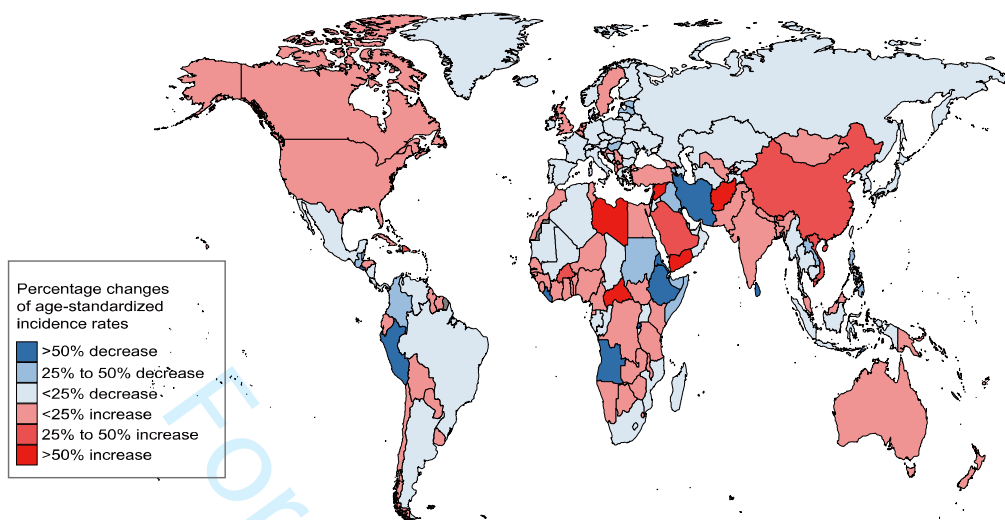 Percentage changes
of age-standardized
incidence rates
>50% decrease
25% to 50% decrease
<25% decrease
<25% increase
25% to 50% increase
>50% increase
For